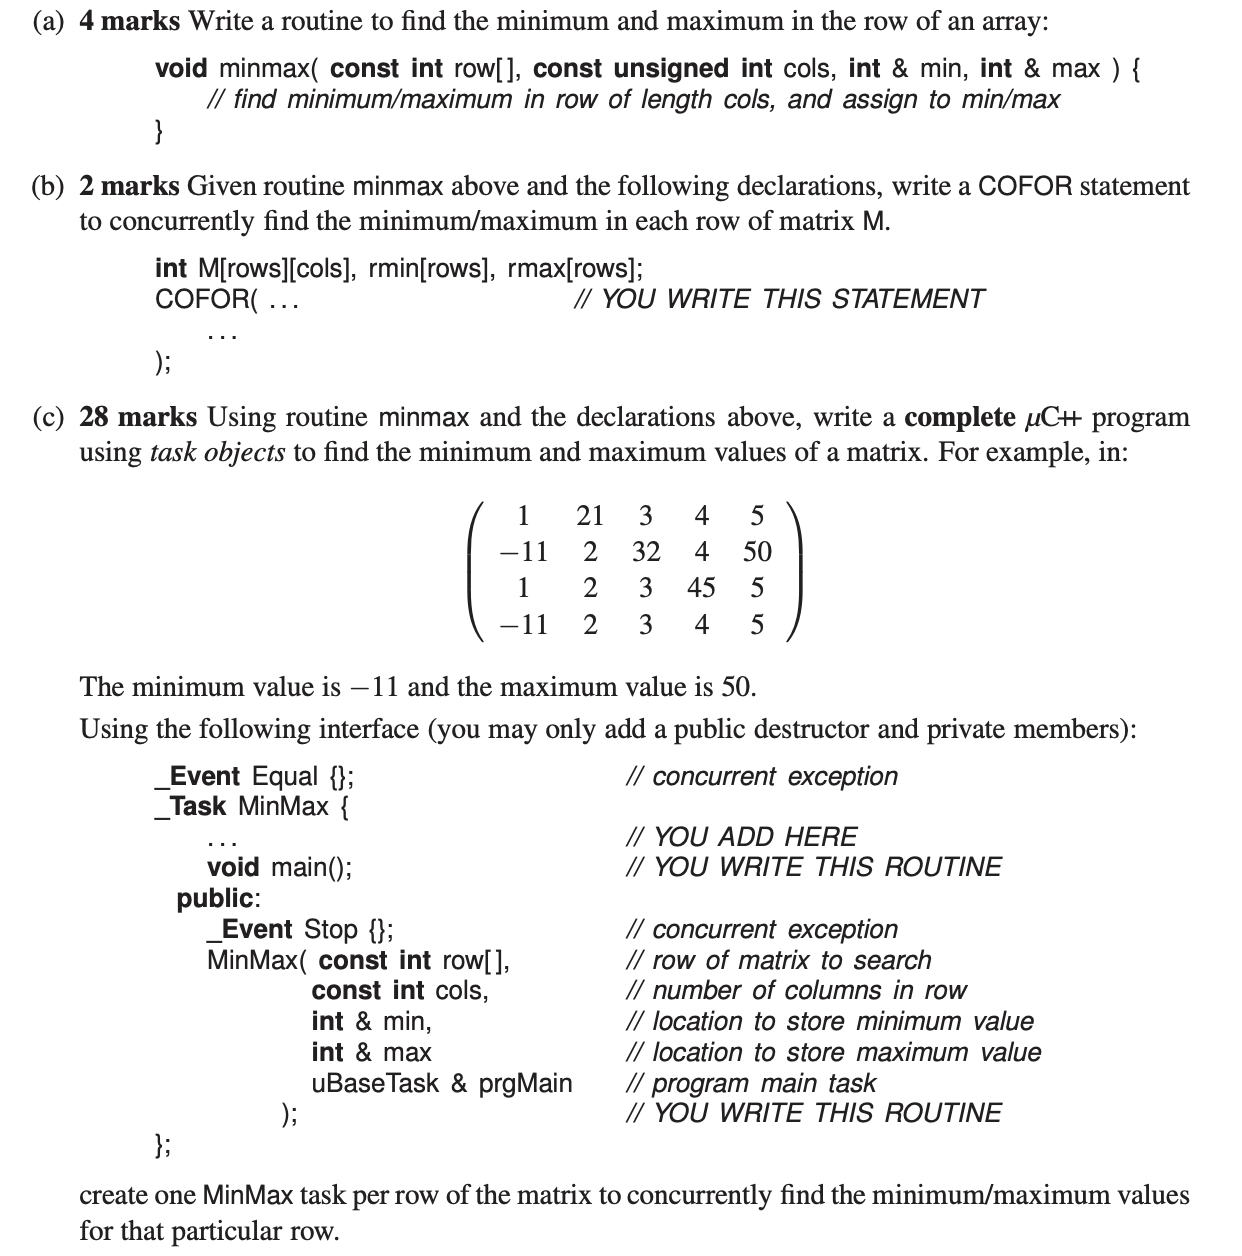 (a) 4 marks Write a routine to find the minimum and maximum in the row of an array:
void minmax( const int row[], const unsigned int cols, int & min, int & max ) {
// find minimum/maximum in row of length cols, and assign to min/max
}
(b) 2 marks Given routine minmax above and the following declarations, write a COFOR statement
to concurrently find the minimum/maximum in each row of matrix M.
int M[rows][cols], rmin[rows], rmax[rows];
COFOR( ... // YOU WRITE THIS STATEMENT
...
);
(c) 28 marks Using routine minmax and the declarations above, write a complete µC++ program
using task objects to find the minimum and maximum values of a matrix. For example, in:
1 21 3 4 5
−11 2 32 4 50
1 2 3 45 5
−11 2 3 4 5
The minimum value is −11 and the maximum value is 50.
Using the following interface (you may only add a public destructor and private members):
_Event Equal {}; // concurrent exception
_Task MinMax {
... // YOU ADD HERE
void main(); // YOU WRITE THIS ROUTINE
public:
_Event Stop {}; // concurrent exception
MinMax( const int row[], // row of matrix to search
const int cols, // number of columns in row
int & min, // location to store minimum value
int & max // location to store maximum value
uBaseTask & prgMain // program main task
); // YOU WRITE THIS ROUTINE
};
create one MinMax task per row of the matrix to concurrently find the minimum/maximum values
for that particular row.